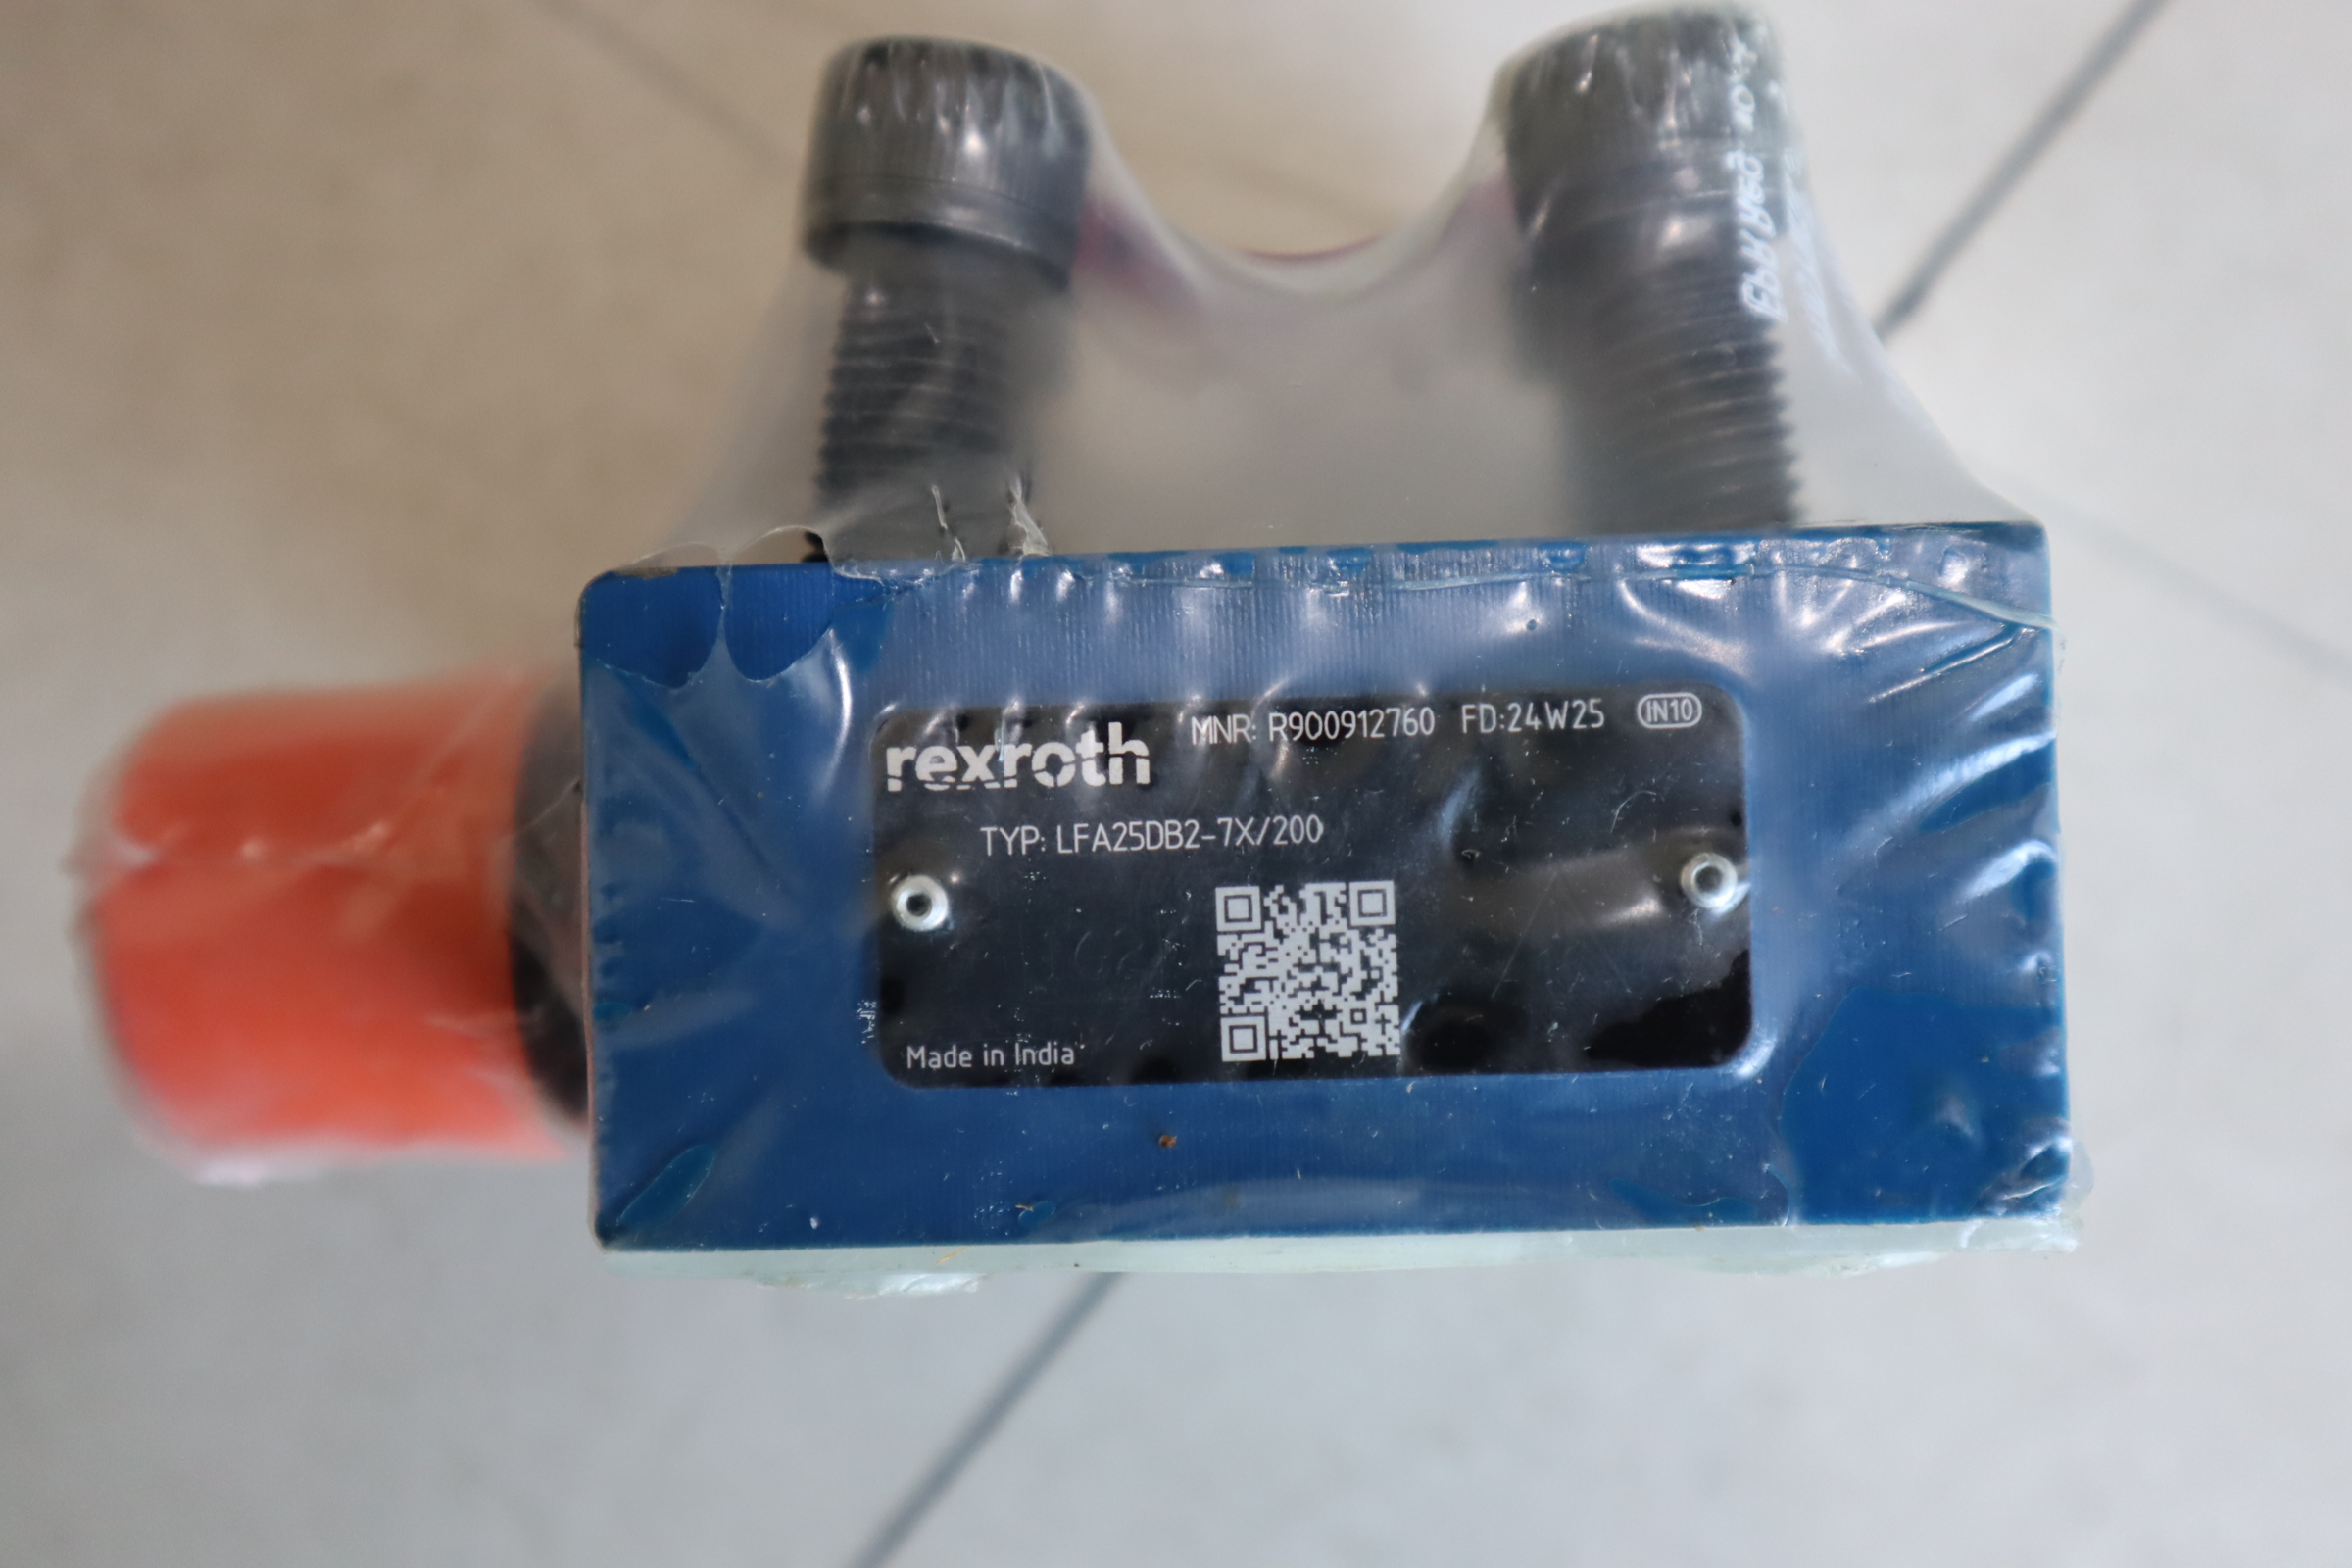 rexroth MNR: R900912760 FD:24W25 IN10
TYP: LFA25DB2-7X/200
Made in India